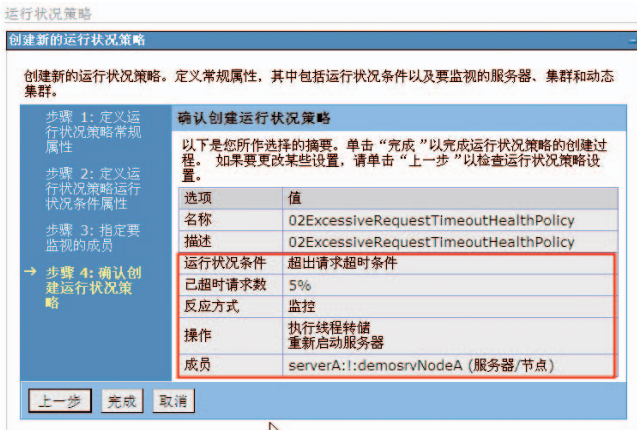 运行状况策略
创建新的运行状况策略
创建新的运行状况策略。定义常规属性，其中包括运行状况条件以及要监视的服务器、集群和动态
集群。
步骤 1: 定义运
行状况策略常规
属性
步骤 2: 定义运
行状况策略运行
状况条件属性
步骤 3: 指定要
监视的成员
→ 步骤 4: 确认创
建运行状况策
略
确认创建运行状况策略
以下是您所作选择的摘要。单击“完成”以完成运行状况策略的创建过
程。 如果要更改某些设置，请单击“上一步”以检查运行状况策略设
置。
选项 值
名称 02ExcessiveRequestTimeoutHealthPolicy
描述 02ExcessiveRequestTimeoutHealthPolicy
运行状况条件 超出请求超时条件
已超时请求数 5%
反应方式 监控
操作 执行线程转储
重新启动服务器
成员 serverA:!:demosrvNodeA (服务器/节点)
上一步 完成 取消